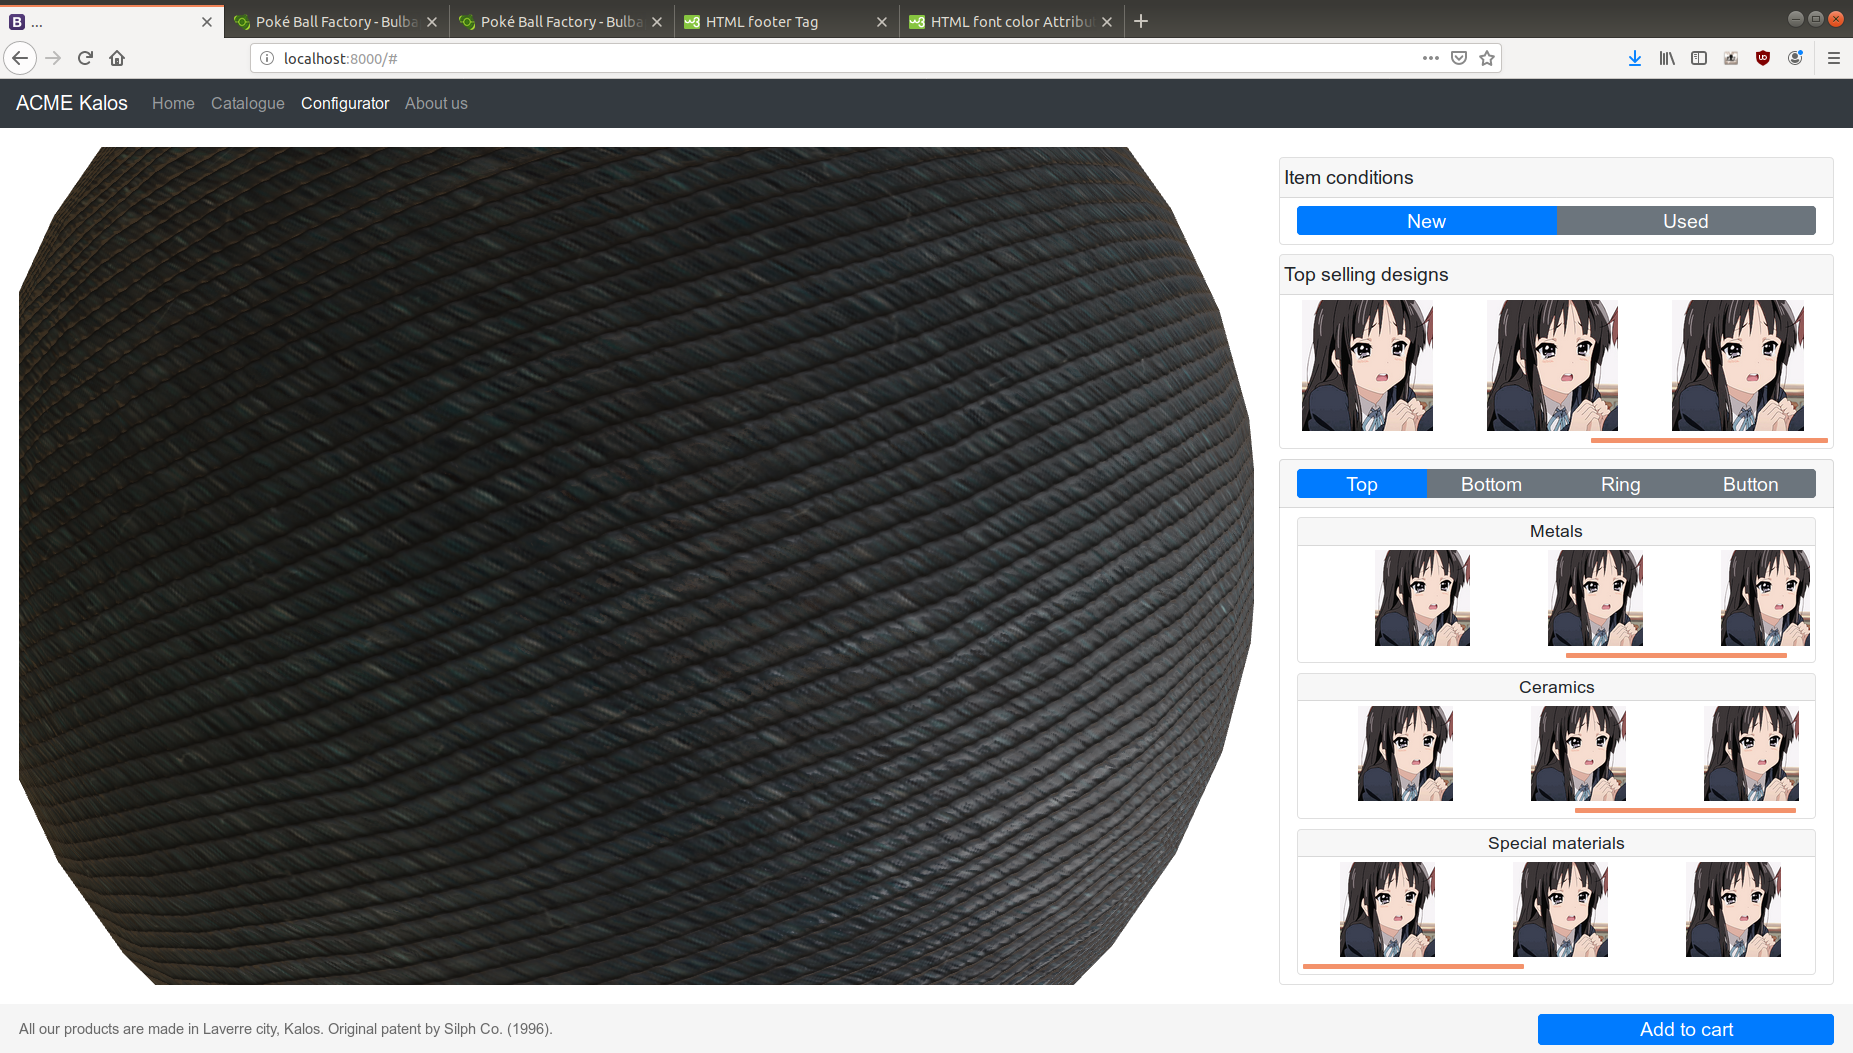 ...
Poké Ball Factory - Bulba
Poké Ball Factory - Bulba
HTML footer Tag
HTML font color Attribu
localhost:8000/#
ACME Kalos
Home
Catalogue
Configurator
About us
Item conditions
New
Used
Top selling designs
Top
Bottom
Ring
Button
Metals
Ceramics
Special materials
All our products are made in Laverre city, Kalos. Original patent by Silph Co. (1996).
Add to cart